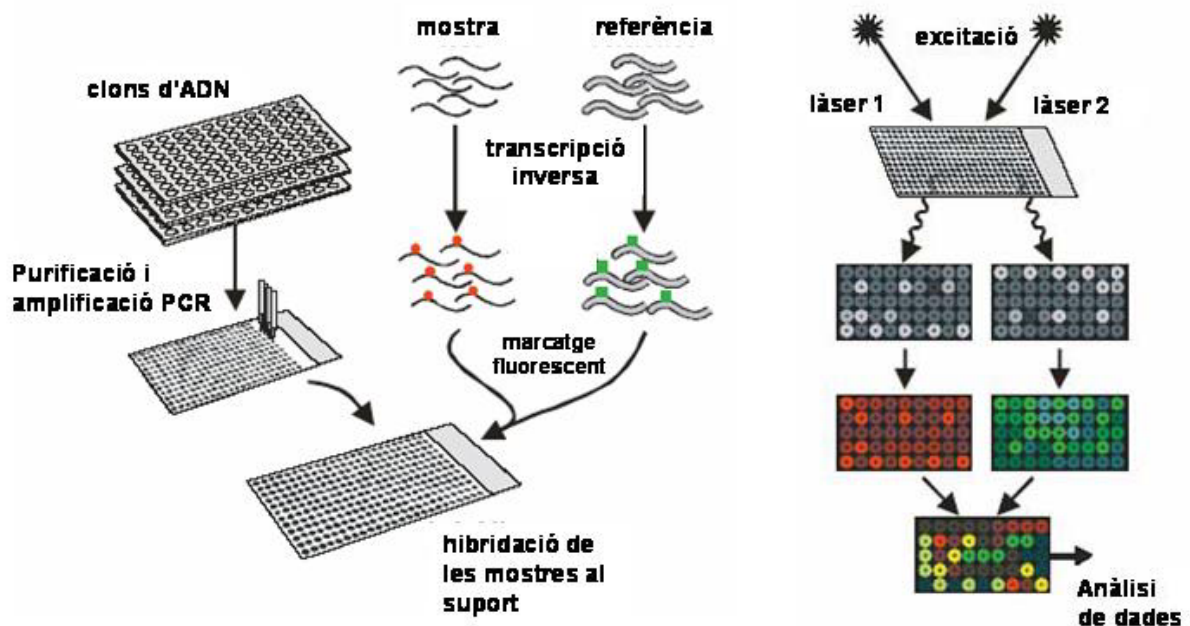 mostra
referència
clons d'ADN
transcripció
inversa
Purificació i
amplificació PCR
marcatge
fluorescent
hibridació de
les mostres al
suport
excitació
làser 1
làser 2
Anàlisi
de dades